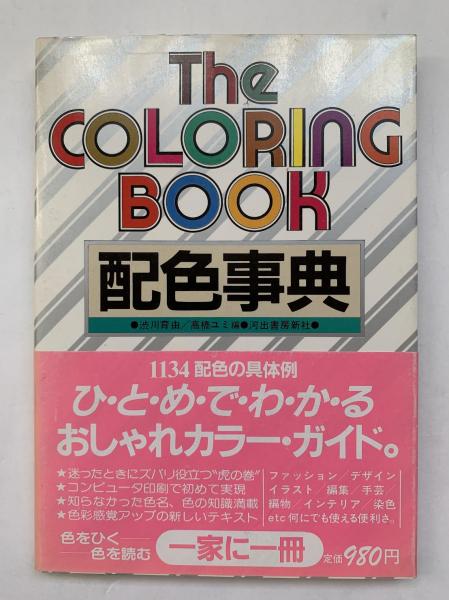 The
COLORING
BOOK
配色事典
●渋川育由/高橋ユミ編●河出書房新社●
1134配色の具体例
ひ・と・め・で・わ・か・る
おしゃれカラー・ガイド。
★迷ったときにズバリ役立つ"虎の巻"
★コンピュータ印刷で初めて実現
★知らなかった色名、色の知識満載
★色彩感覚アップの新しいテキスト
ファッション/デザイン
イラスト/編集/手芸
編物/インテリア/染色
etc何にでも使える便利さ。
色をひく──
──色を読む
一家に一冊
定価980円